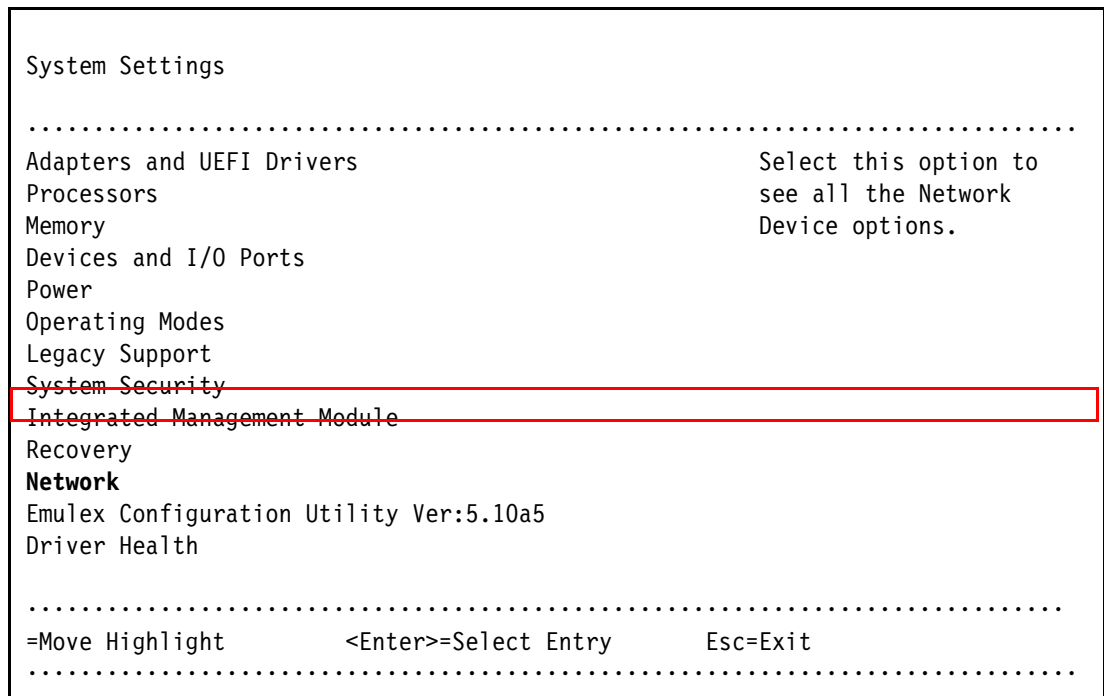 System Settings
................................................................................
Adapters and UEFI Drivers Select this option to
Processors see all the Network
Memory Device options.
Devices and I/O Ports
Power
Operating Modes
Legacy Support
System Security
Integrated Management Module
Recovery
Network
Emulex Configuration Utility Ver:5.10a5
Driver Health
...............................................................................
=Move Highlight <Enter>=Select Entry Esc=Exit
................................................................................